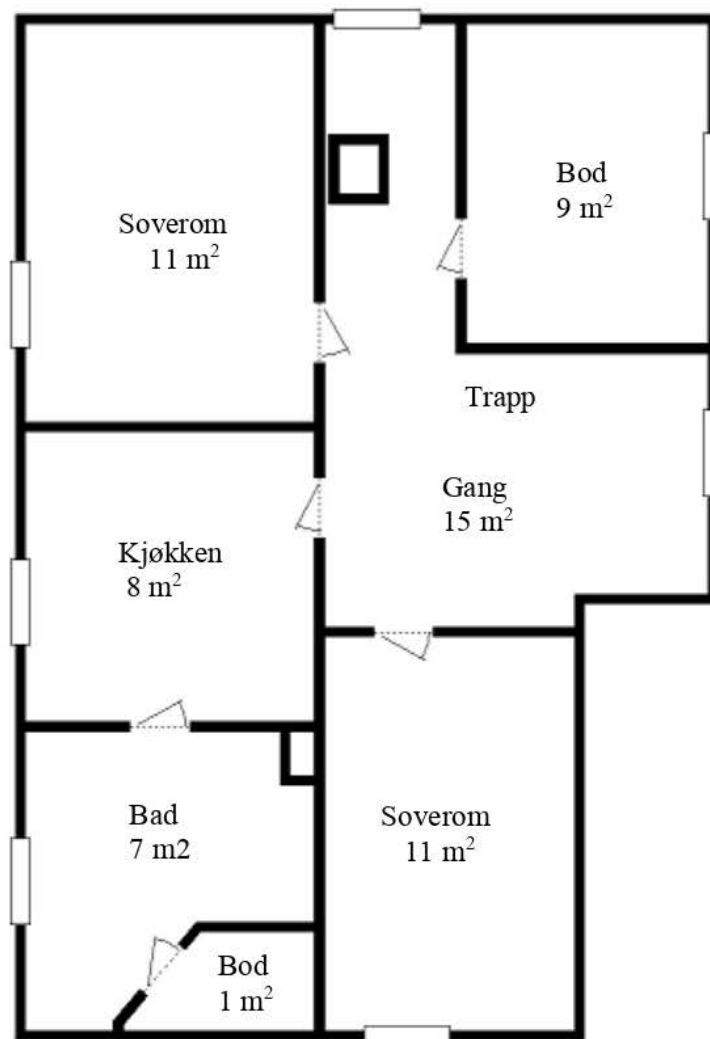 Soverom
11 m²
Bod
9 m²
Trapp
Gang
15 m²
Kjøkken
8 m²
Bad
7 m2
Soverom
11 m²
Bod
1 m²